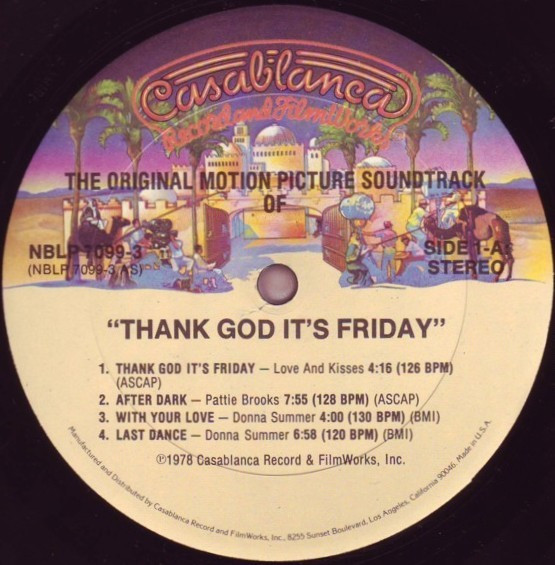 Casablanca
Record and FilmWorks
THE ORIGINAL MOTION PICTURE SOUNDTRACK
OF
NBLP 7099-3
(NBLP 7099-3 AS)
SIDE 1-As
STEREO
“THANK GOD IT'S FRIDAY”
1. THANK GOD IT'S FRIDAY — Love And Kisses 4:16 (126 BPM)
(ASCAP)
2. AFTER DARK — Pattie Brooks 7:55 (128 BPM) (ASCAP)
3. WITH YOUR LOVE — Donna Summer 4:00 (130 BPM) (BMI)
4. LAST DANCE — Donna Summer 6:58 (120 BPM) (BMI)
℗1978 Casablanca Record & FilmWorks, Inc.
Manufactured and Distributed by Casablanca Record and FilmWorks, Inc., 8255 Sunset Boulevard, Los Angeles, California 90046. Made in U.S.A.